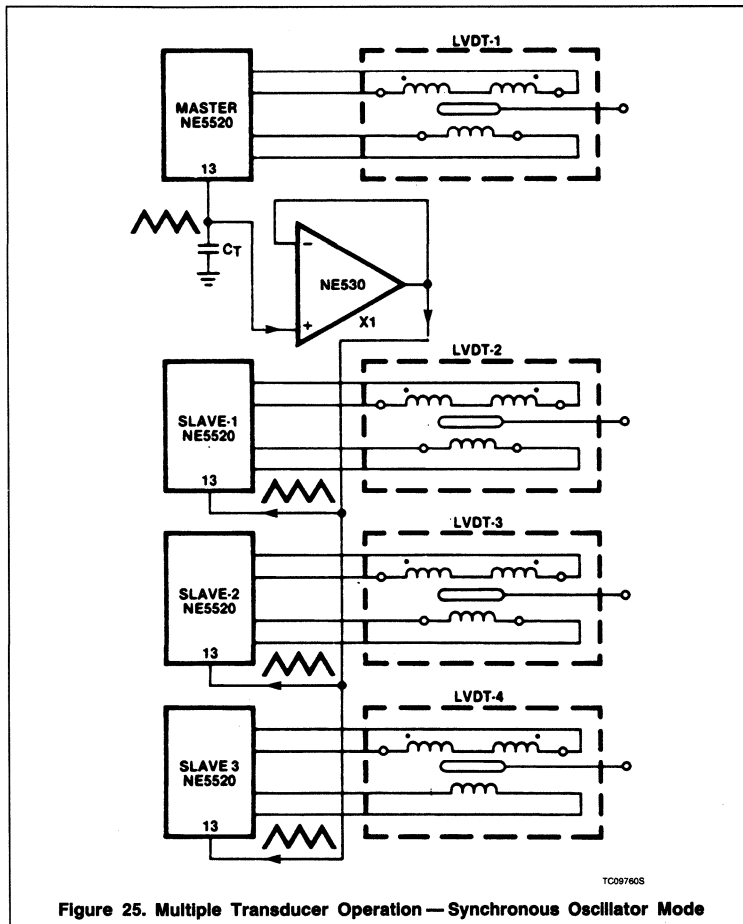 LVDT-1
MASTER
NE5520
13
CT
−
NE530
+
X1
LVDT-2
SLAVE-1
NE5520
13
LVDT-3
SLAVE-2
NE5520
13
LVDT-4
SLAVE 3
NE5520
13
TC09760S
Figure 25. Multiple Transducer Operation — Synchronous Oscillator Mode